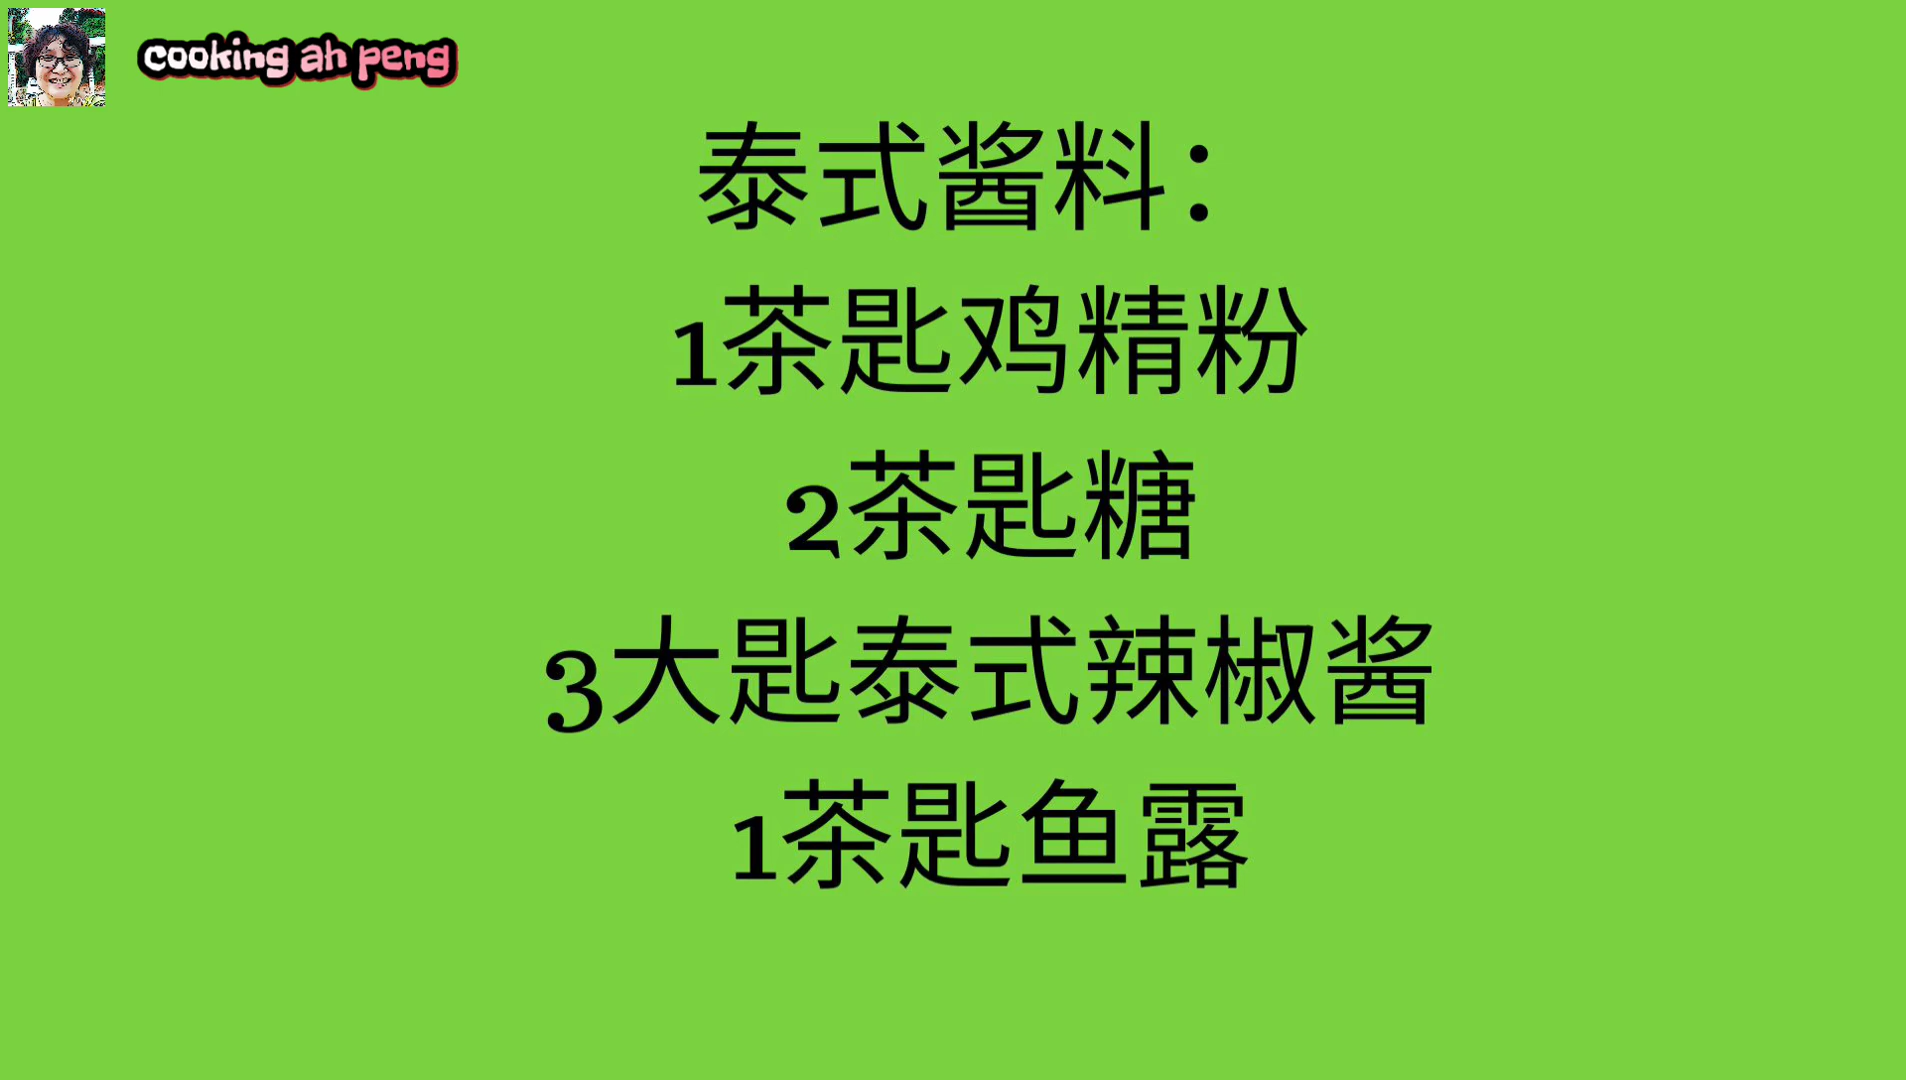 cooking ah peng
泰式酱料：
1茶匙鸡精粉
2茶匙糖
3大匙泰式辣椒酱
1茶匙鱼露